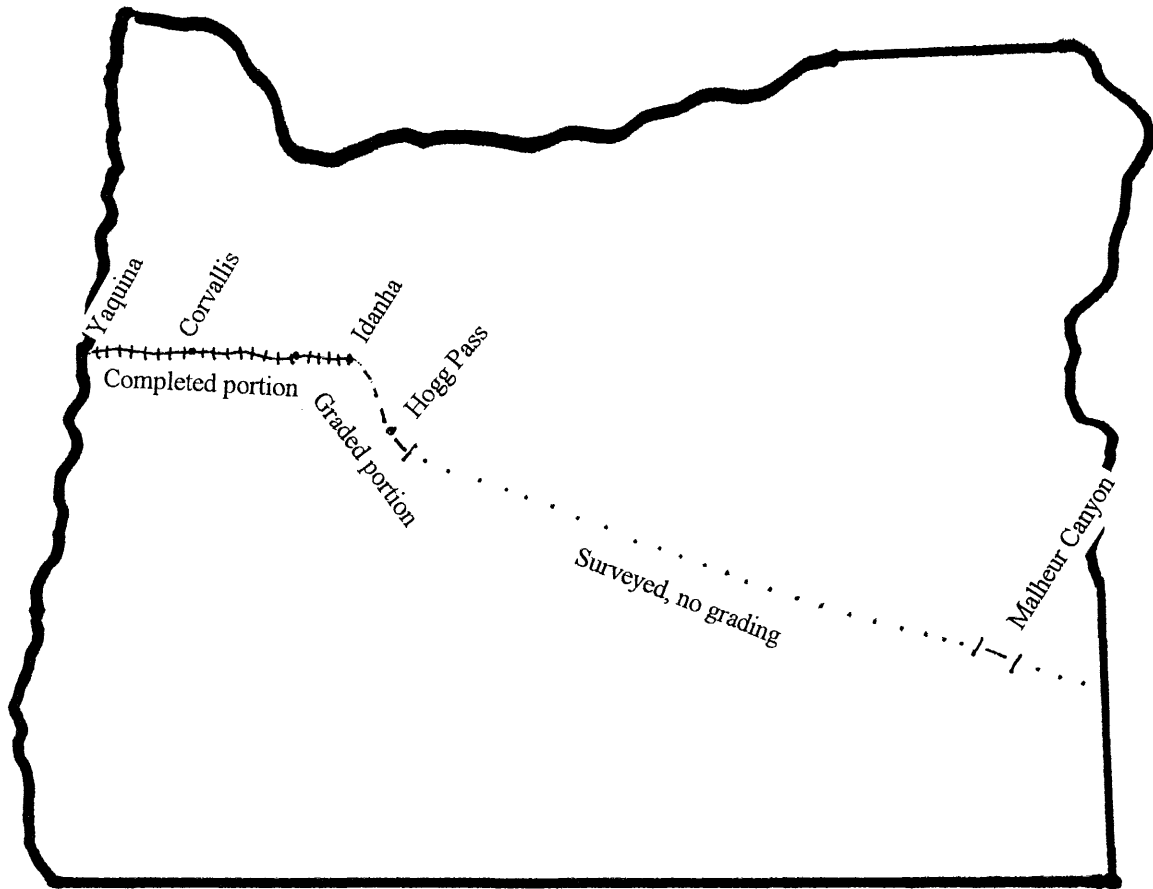 Yaquina
Corvallis
Idanha
Hogg Pass
Completed portion
Graded portion
Surveyed, no grading
Malheur Canyon